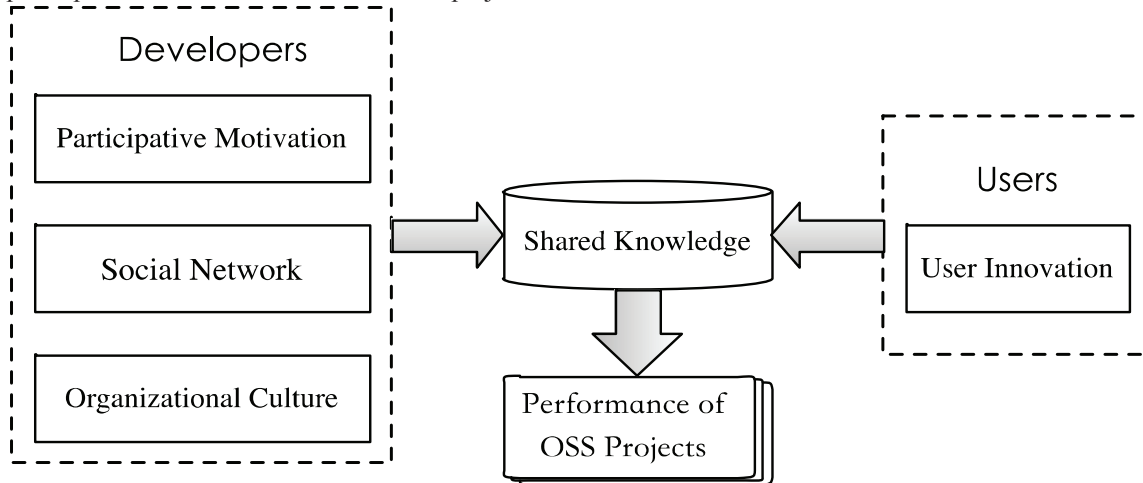 Developers
Participative Motivation
Social Network
Organizational Culture
Shared Knowledge
Performance of
OSS Projects
Users
User Innovation